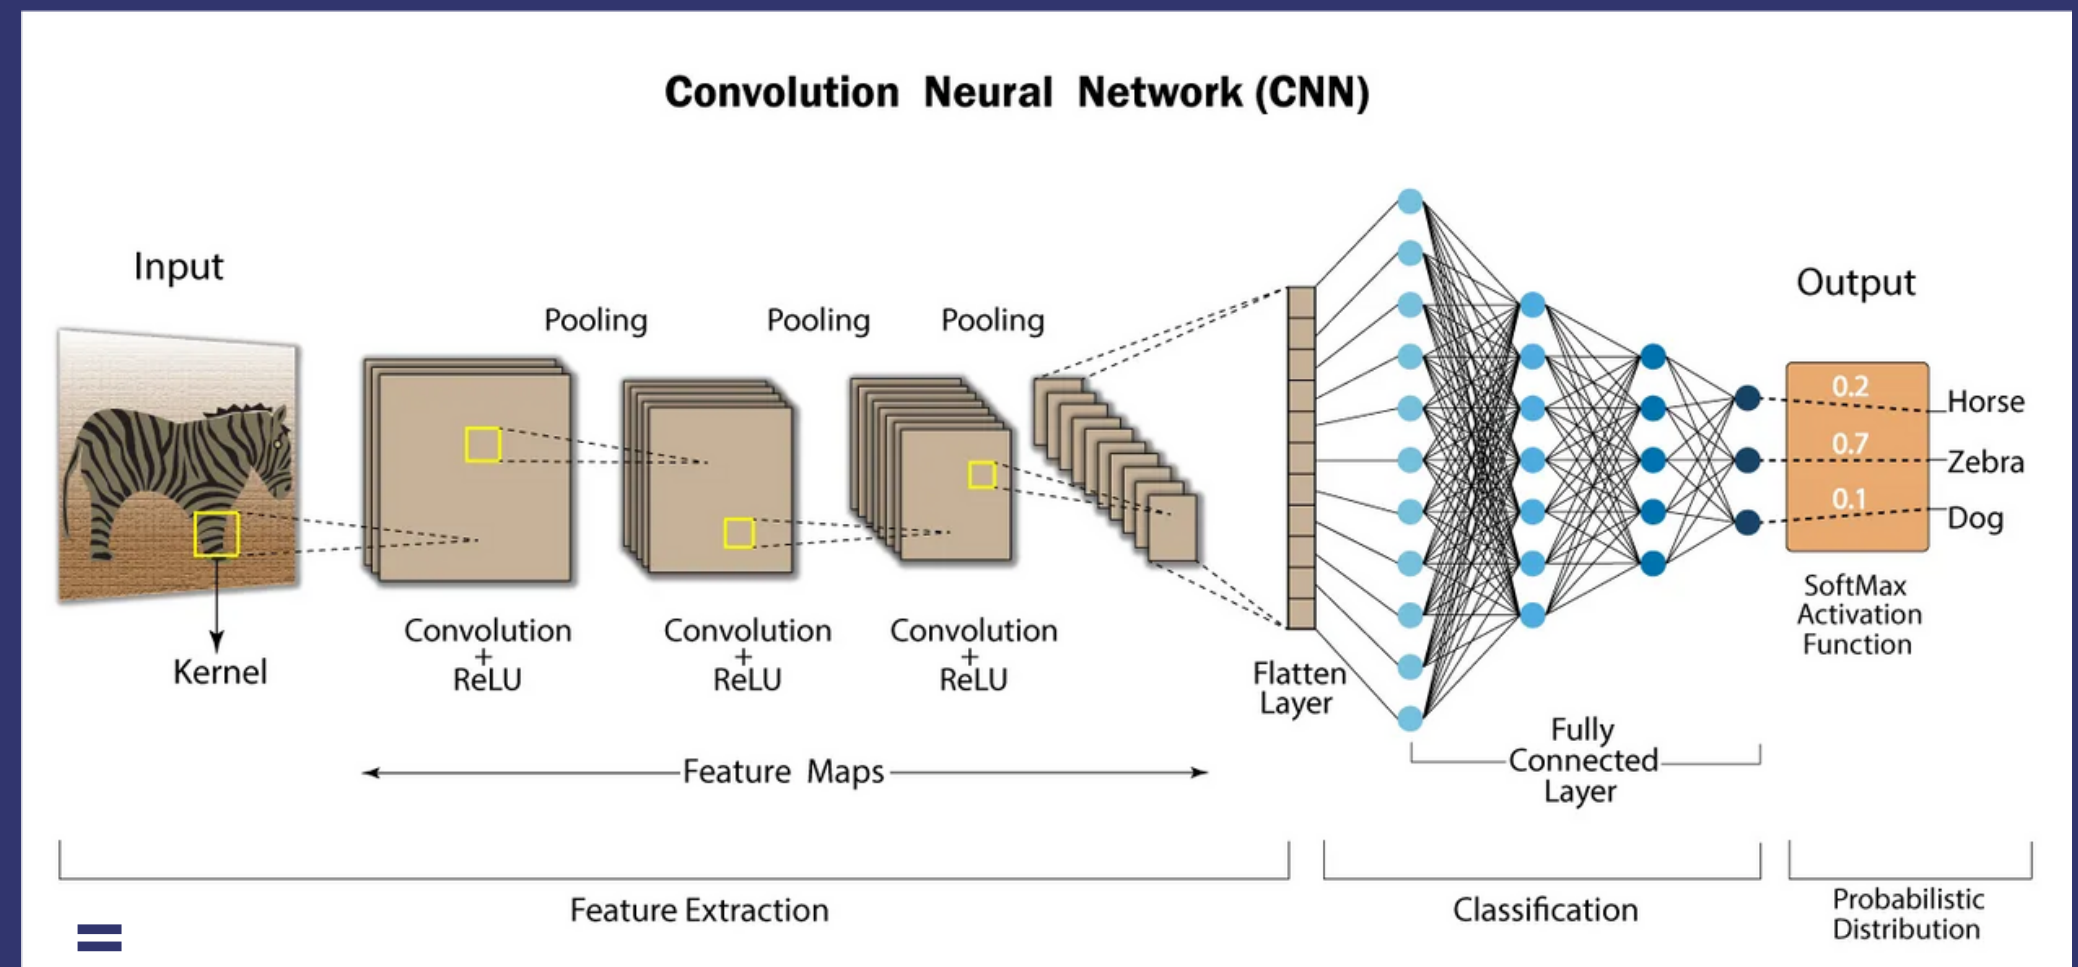 Convolution Neural Network (CNN)
Input
Output
Pooling
Pooling
Pooling
0.2
Horse
0.7
Zebra
0.1
Dog
SoftMax
Activation
Function
Convolution
+
ReLU
Convolution
+
ReLU
Convolution
+
ReLU
Kernel
Flatten
Layer
Fully
Connected
Layer
Feature Maps
Feature Extraction
Classification
Probabilistic
Distribution